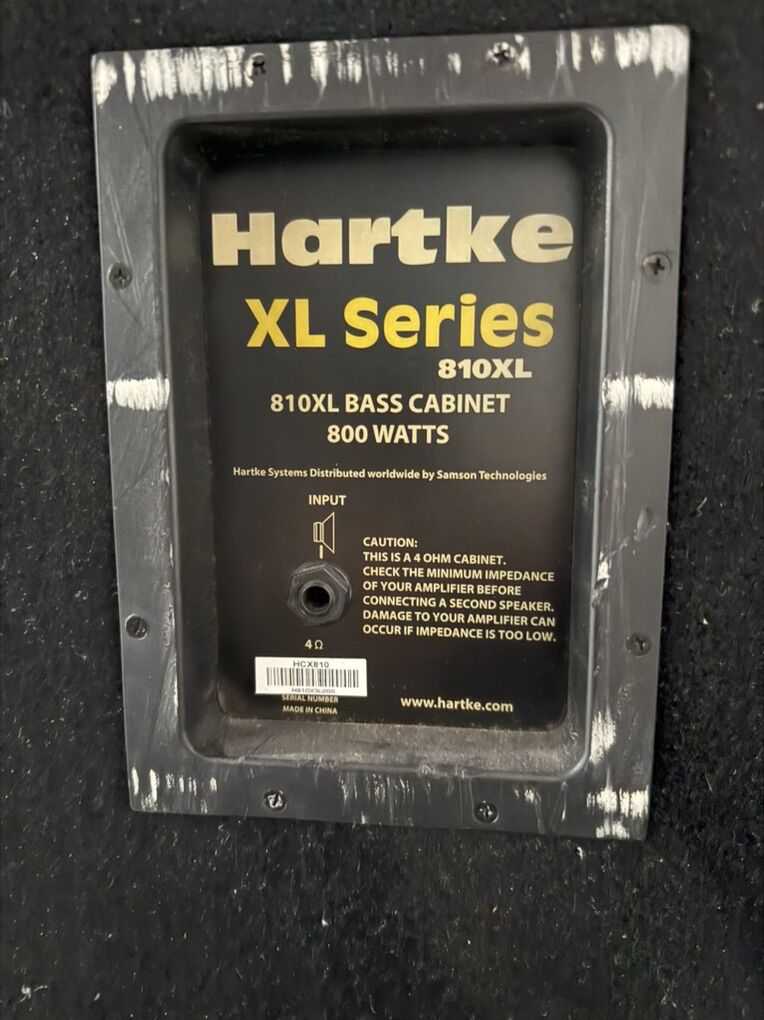 Hartke
XL Series
810XL
810XL BASS CABINET
800 WATTS
Hartke Systems Distributed worldwide by Samson Technologies
INPUT
CAUTION:
THIS IS A 4 OHM CABINET.
CHECK THE MINIMUM IMPEDANCE
OF YOUR AMPLIFIER BEFORE
CONNECTING A SECOND SPEAKER.
DAMAGE TO YOUR AMPLIFIER CAN
OCCUR IF IMPEDANCE IS TOO LOW.
4 Ω
HCX810
SERIAL NUMBER
MADE IN CHINA
www.hartke.com